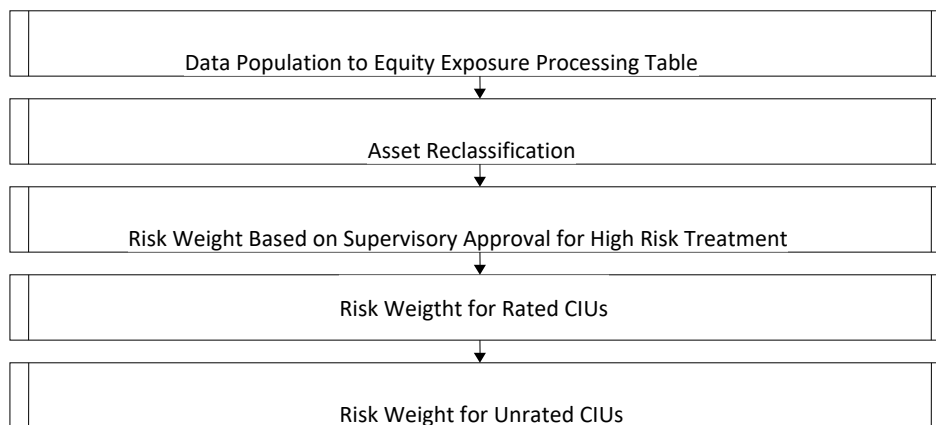 Data Population to Equity Exposure Processing Table
Asset Reclassification
Risk Weight Based on Supervisory Approval for High Risk Treatment
Risk Weigtht for Rated CIUs
Risk Weight for Unrated CIUs